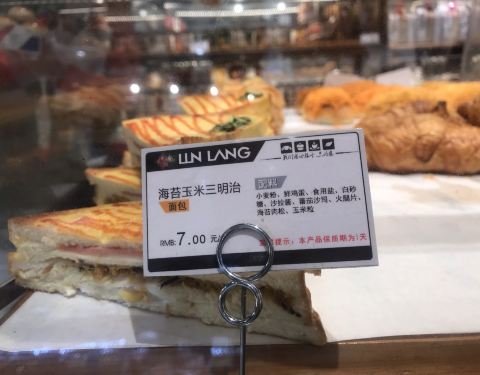 LIN LANG
海苔玉米三明治
面包
配料
小麦粉、鲜鸡蛋、食用盐、白砂
糖、沙拉酱、番茄沙司、火腿片、
海苔肉松、玉米粒
RMB: 7.00 元/
提示:本产品保质期为1天